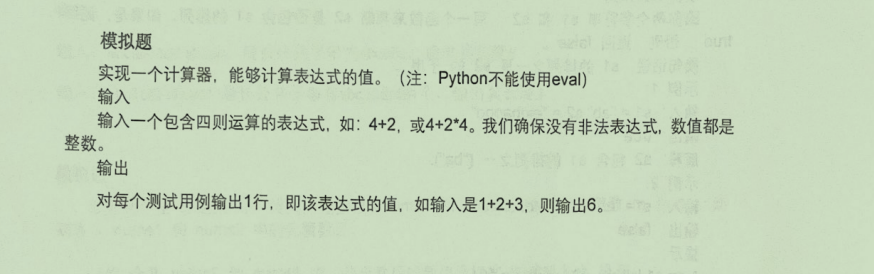 模拟题
实现一个计算器，能够计算表达式的值。（注：Python不能使用eval)
输入
输入一个包含四则运算的表达式，如：4+2，或4+2*4。我们确保没有非法表达式，数值都是
整数。
输出
对每个测试用例输出1行，即该表达式的值，如输入是1+2+3，则输出6。